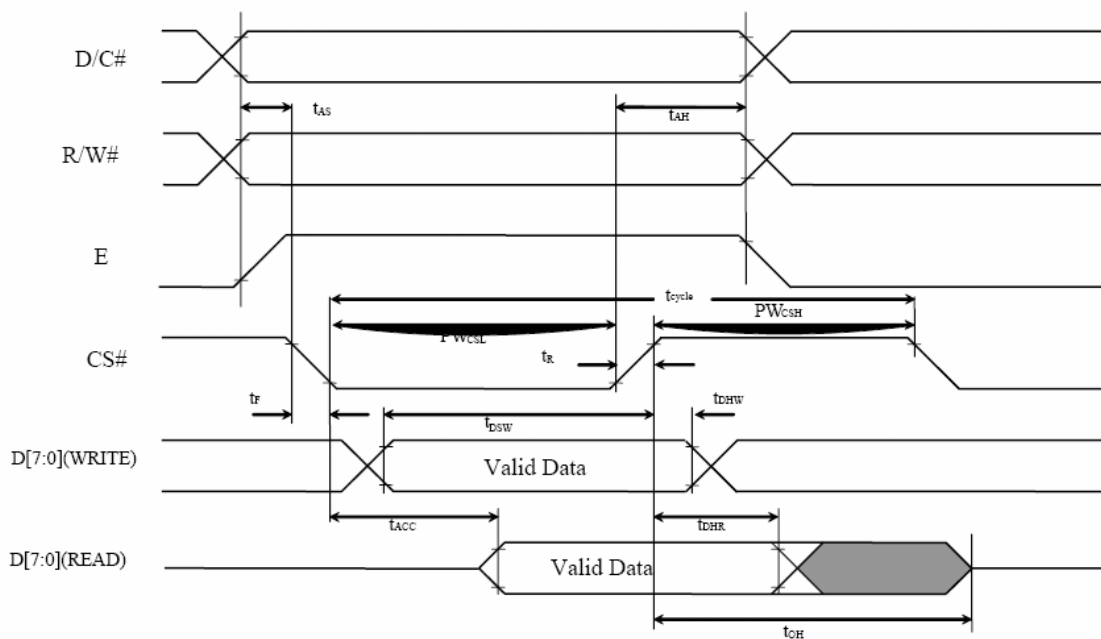 D/C#
tAS
tAH
R/W#
E
tcycle
PWCSL
PWCSH
CS#
tR
tF
tDSW
tDHW
D[7:0](WRITE)
Valid Data
tACC
tDHR
D[7:0](READ)
Valid Data
tOH